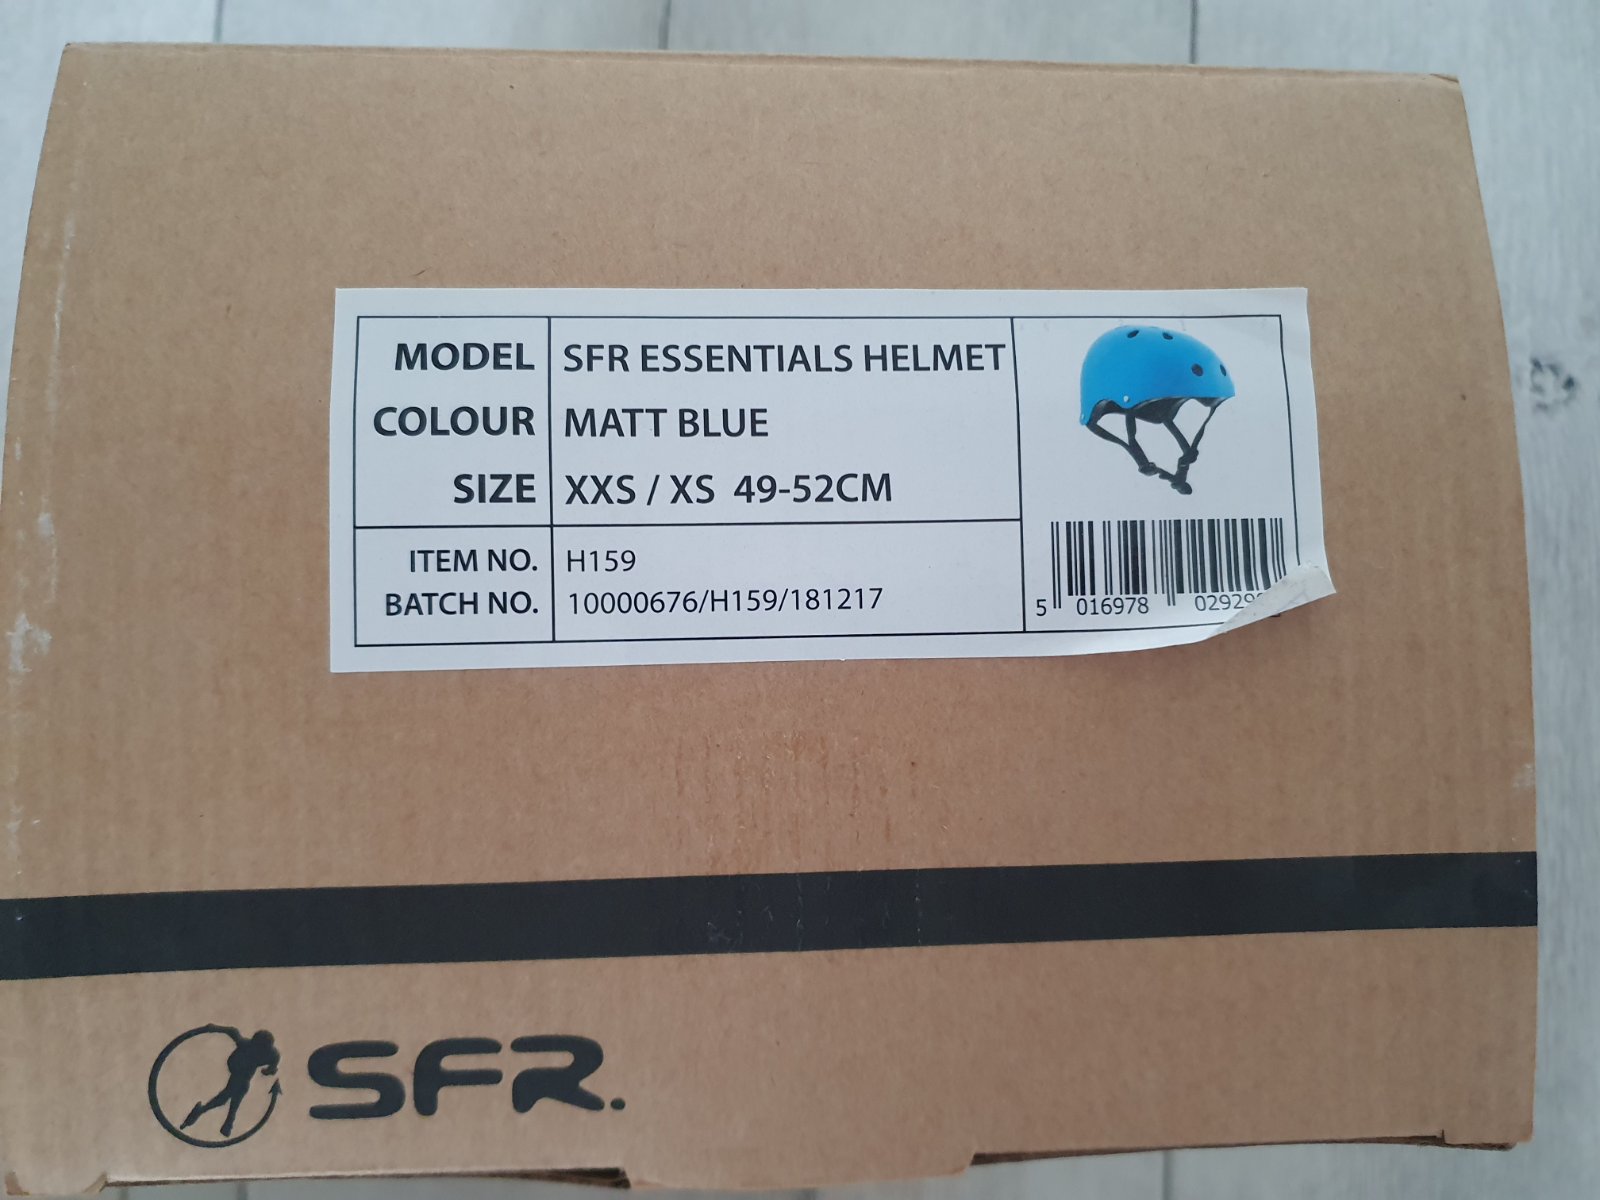 MODEL SFR ESSENTIALS HELMET
COLOUR MATT BLUE
SIZE XXS / XS 49-52CM
ITEM NO. H159
BATCH NO. 10000676/H159/181217
5 016978
SFR.